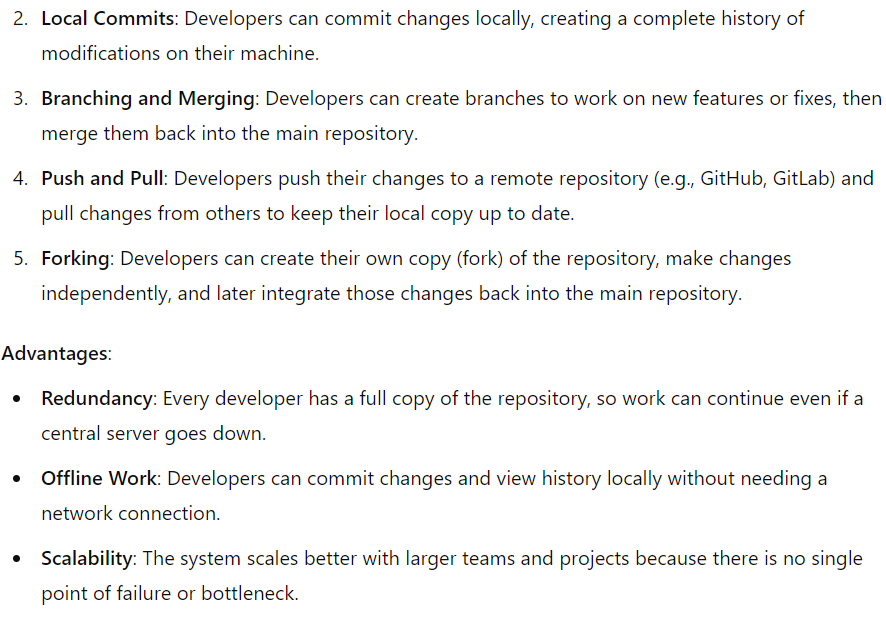 2. Local Commits: Developers can commit changes locally, creating a complete history of
modifications on their machine.
3. Branching and Merging: Developers can create branches to work on new features or fixes, then
merge them back into the main repository.
4. Push and Pull: Developers push their changes to a remote repository (e.g., GitHub, GitLab) and
pull changes from others to keep their local copy up to date.
5. Forking: Developers can create their own copy (fork) of the repository, make changes
independently, and later integrate those changes back into the main repository.
Advantages:
• Redundancy: Every developer has a full copy of the repository, so work can continue even if a
central server goes down.
• Offline Work: Developers can commit changes and view history locally without needing a
network connection.
• Scalability: The system scales better with larger teams and projects because there is no single
point of failure or bottleneck.